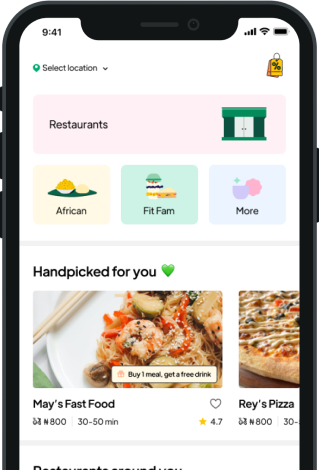 9:41
Select location
%
Restaurants
African
Fit Fam
More
Handpicked for you 💚
Buy 1 meal, get a free drink
May's Fast Food
₦800 | 30-50 min
4.7
Rey's Pizza
₦800 | 30-
Restaurants around you